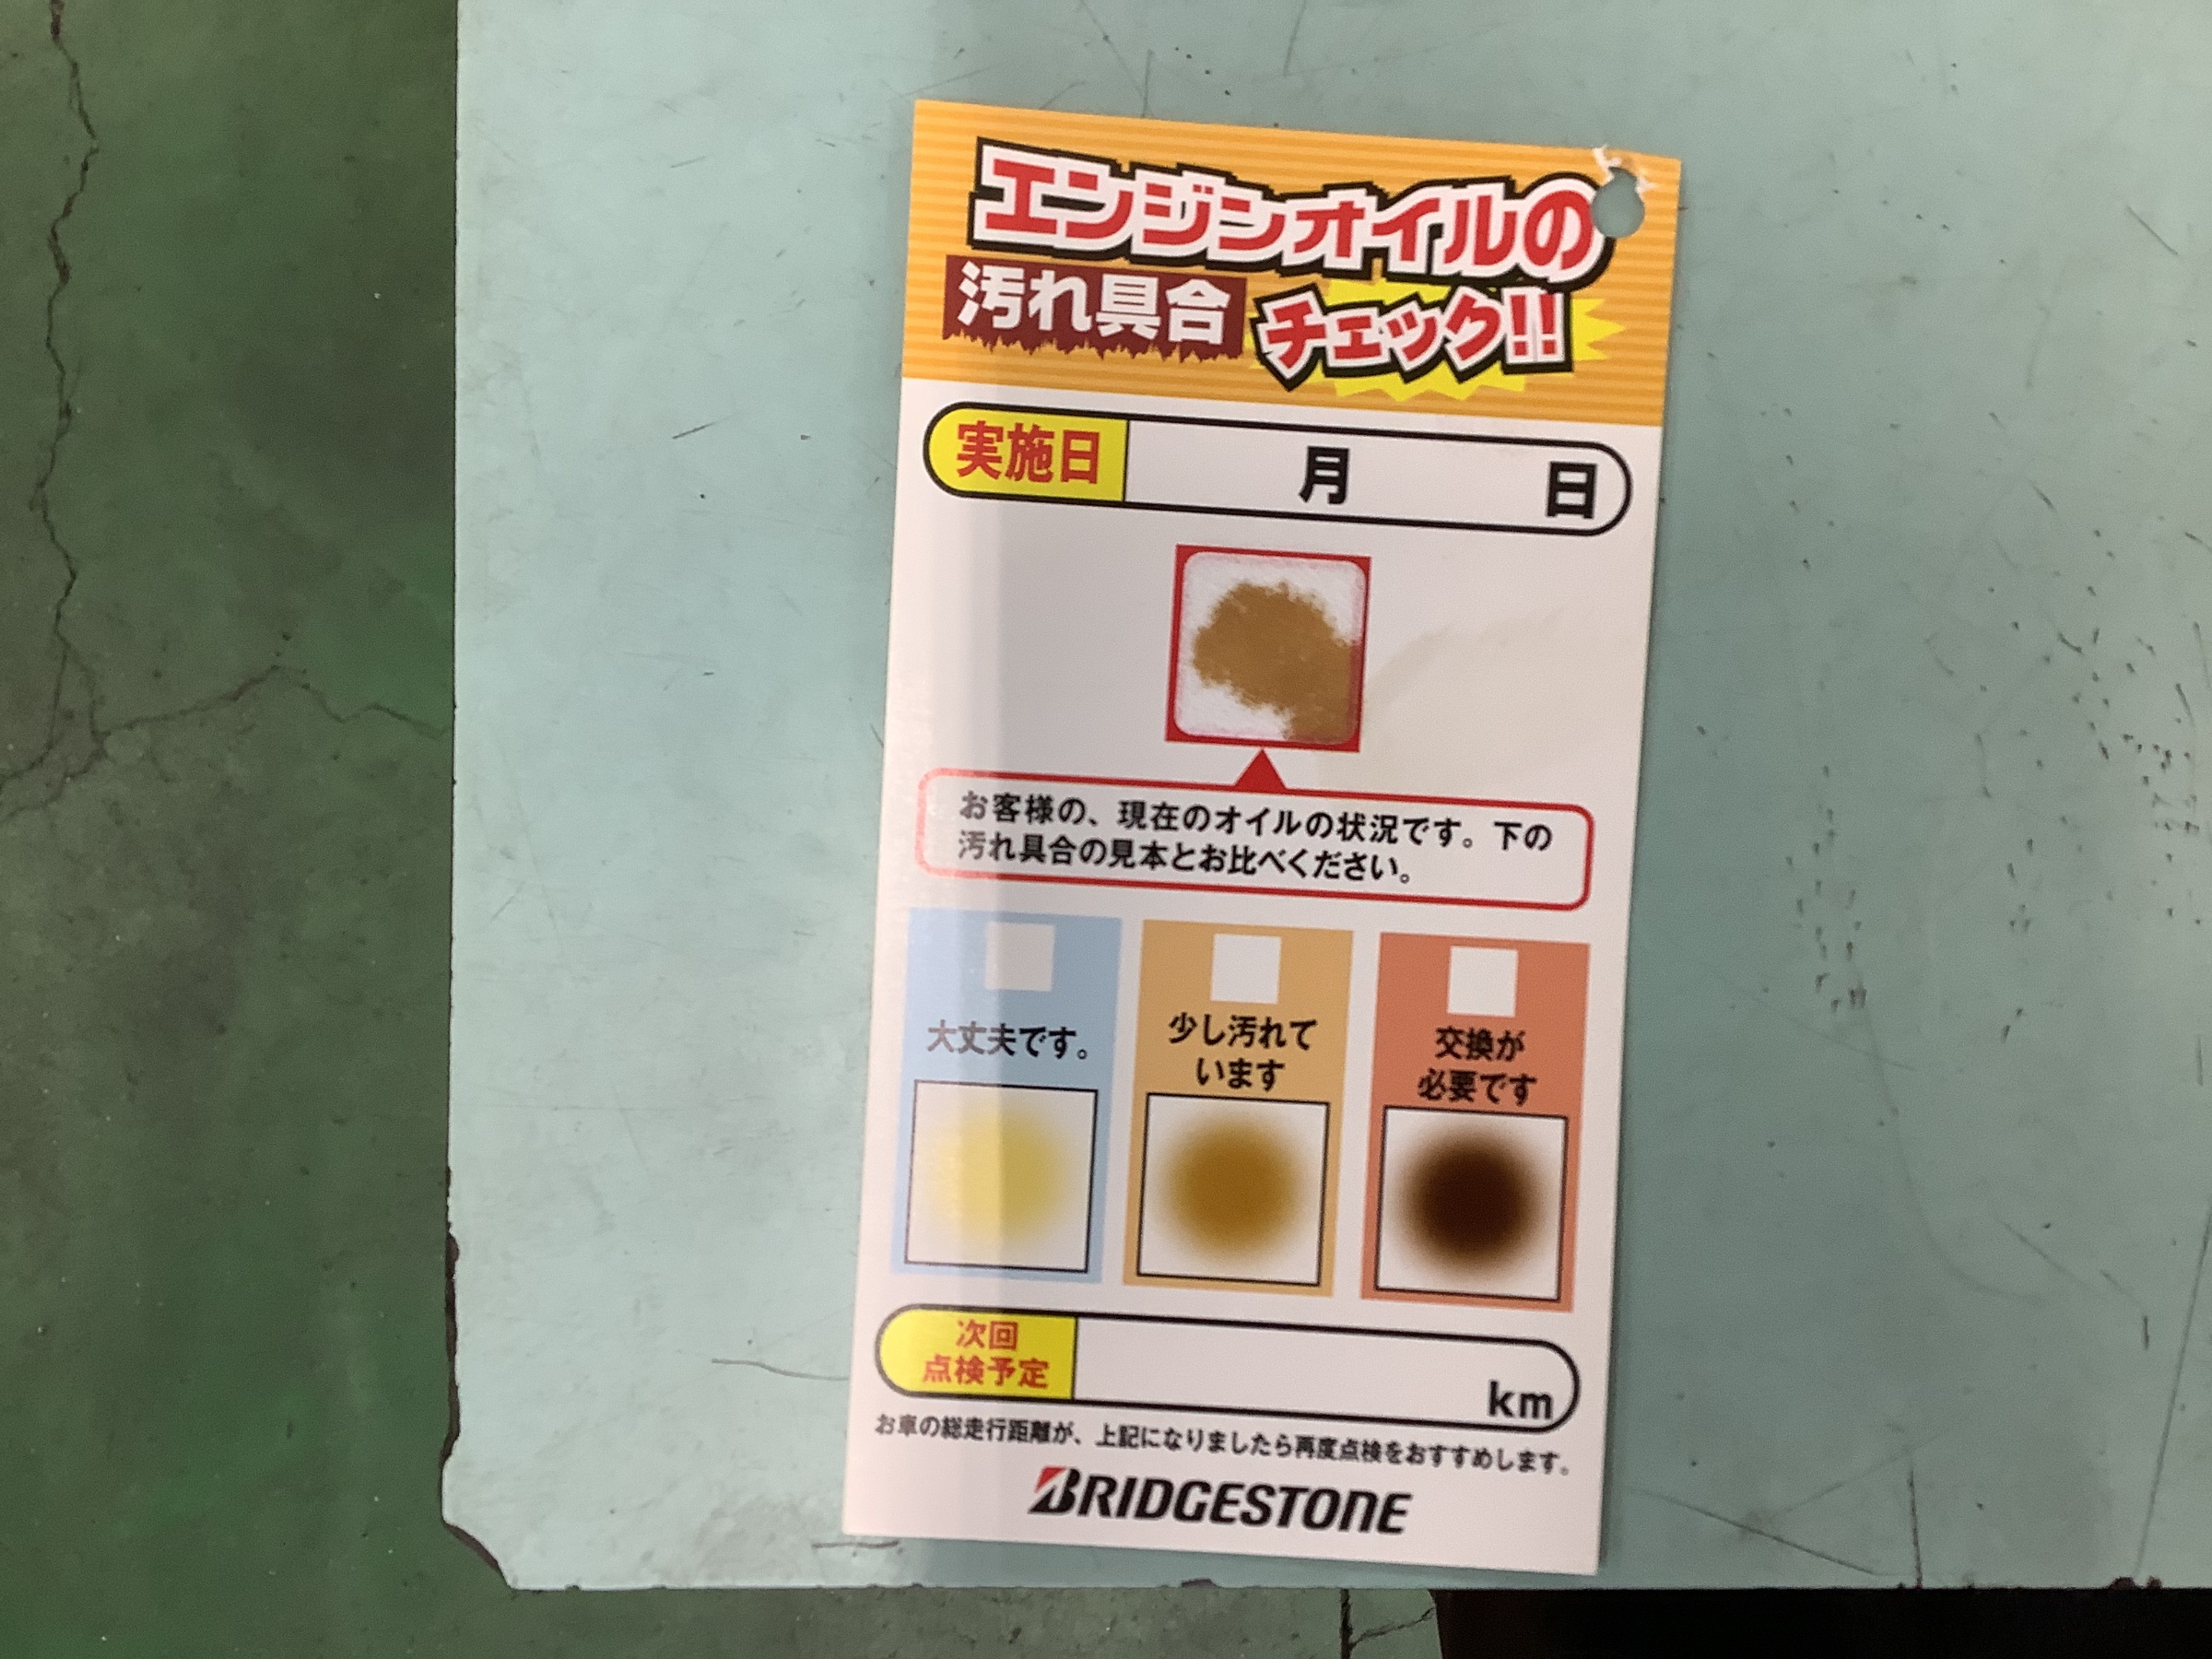 エンジンオイルの
汚れ具合 チェック!!
実施日 月 日
お客様の、現在のオイルの状況です。下の
汚れ具合の見本とお比べください。
大丈夫です。
少し汚れて
います
交換が
必要です
次回
点検予定
km
お車の総走行距離が、上記になりましたら再度点検をおすすめします。
BRIDGESTONE